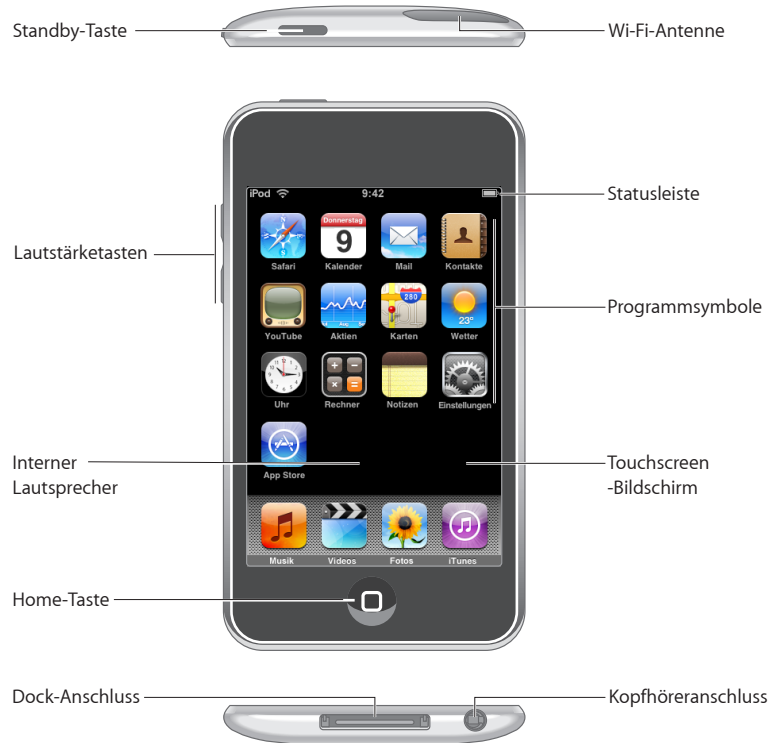 Standby-Taste
Wi-Fi-Antenne
iPod 9:42
Statusleiste
Donnerstag
9
Safari Kalender Mail Kontakte
Lautstärketasten
280
23°
Programmsymbole
YouTube Aktien Karten Wetter
Uhr Rechner Notizen Einstellungen
App Store
Interner
Lautsprecher
Touchscreen
-Bildschirm
Musik Videos Fotos iTunes
Home-Taste
Dock-Anschluss
Kopfhöreranschluss